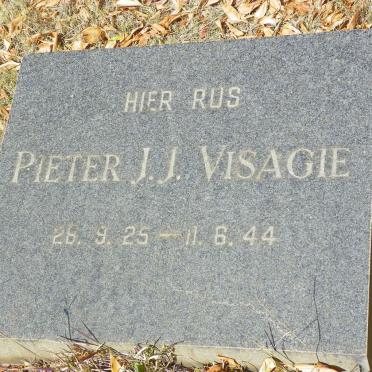 HIER RUS
PIETER J.J. VISAGIE
26. 9. 25 — 11. 6. 44